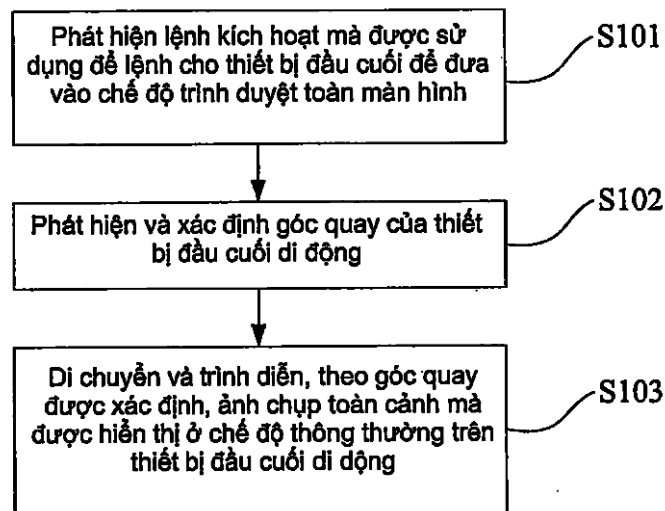 Phát hiện lệnh kích hoạt mà được sử
dụng để lệnh cho thiết bị đầu cuối để đưa
vào chế độ trình duyệt toàn màn hình
S101
Phát hiện và xác định góc quay của thiết
bị đầu cuối di động
S102
Di chuyển và trình diễn, theo góc quay
được xác định, ảnh chụp toàn cảnh mà
được hiển thị ở chế độ thông thường trên
thiết bị đầu cuối di dộng
S103